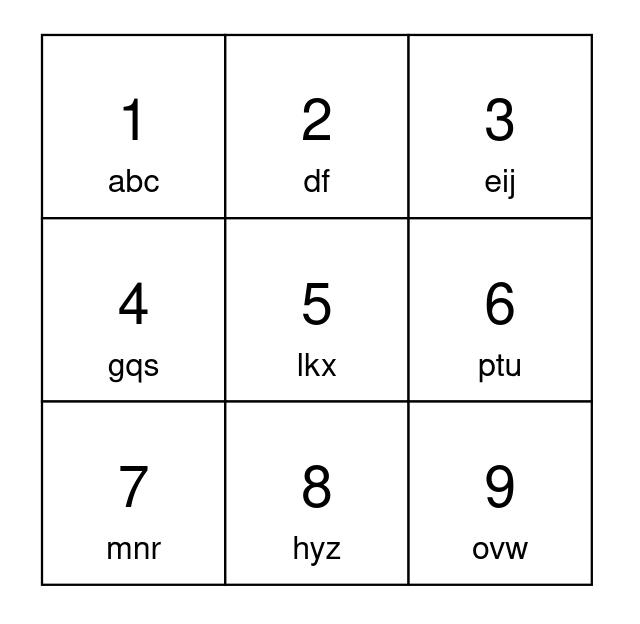 1 2 3
abc df eij
4 5 6
gqs lkx ptu
7 8 9
mnr hyz ovw